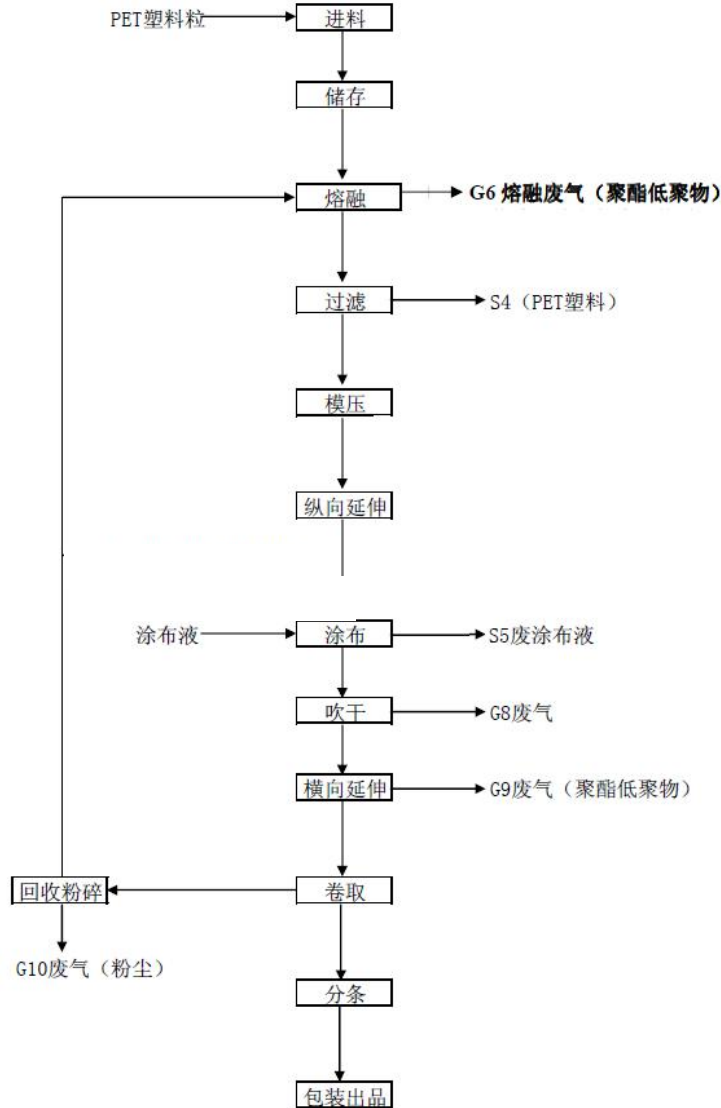 PET塑料粒
进料
储存
熔融
G6 熔融废气（聚酯低聚物）
过滤
S4（PET塑料）
模压
纵向延伸
涂布液
涂布
S5废涂布液
吹干
G8废气
横向延伸
G9废气（聚酯低聚物）
回收粉碎
卷取
G10废气（粉尘）
分条
包装出品